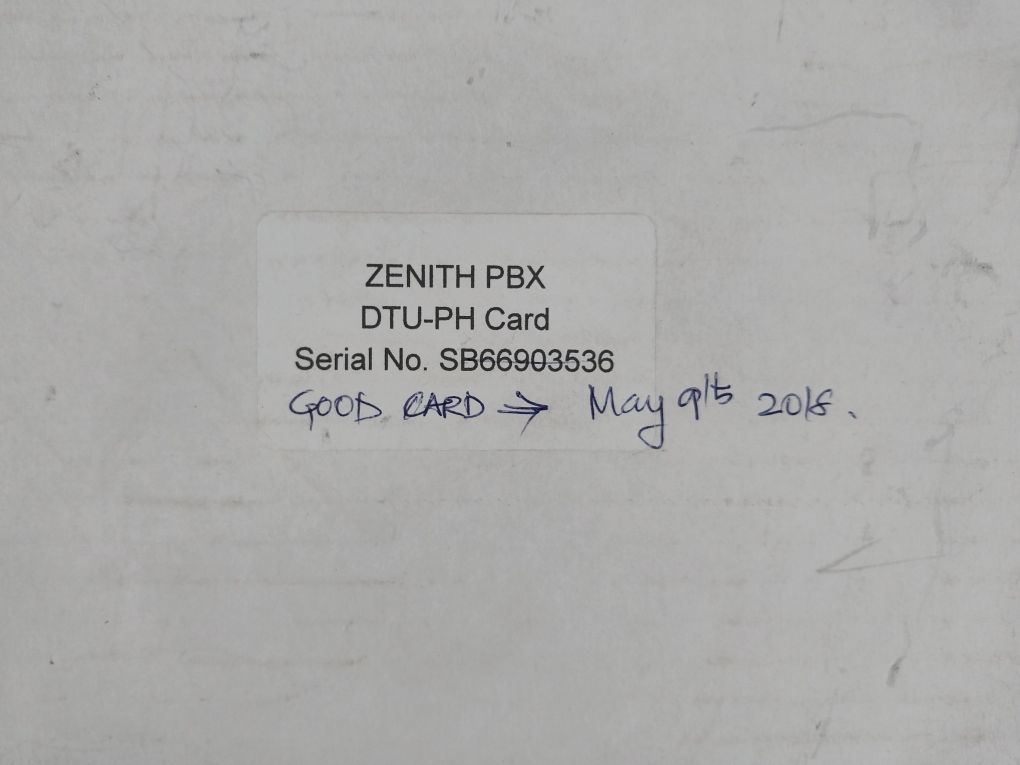 ZENITH PBX
DTU-PH Card
Serial No. SB66903536
GOOD CARD → May 9th 2018.